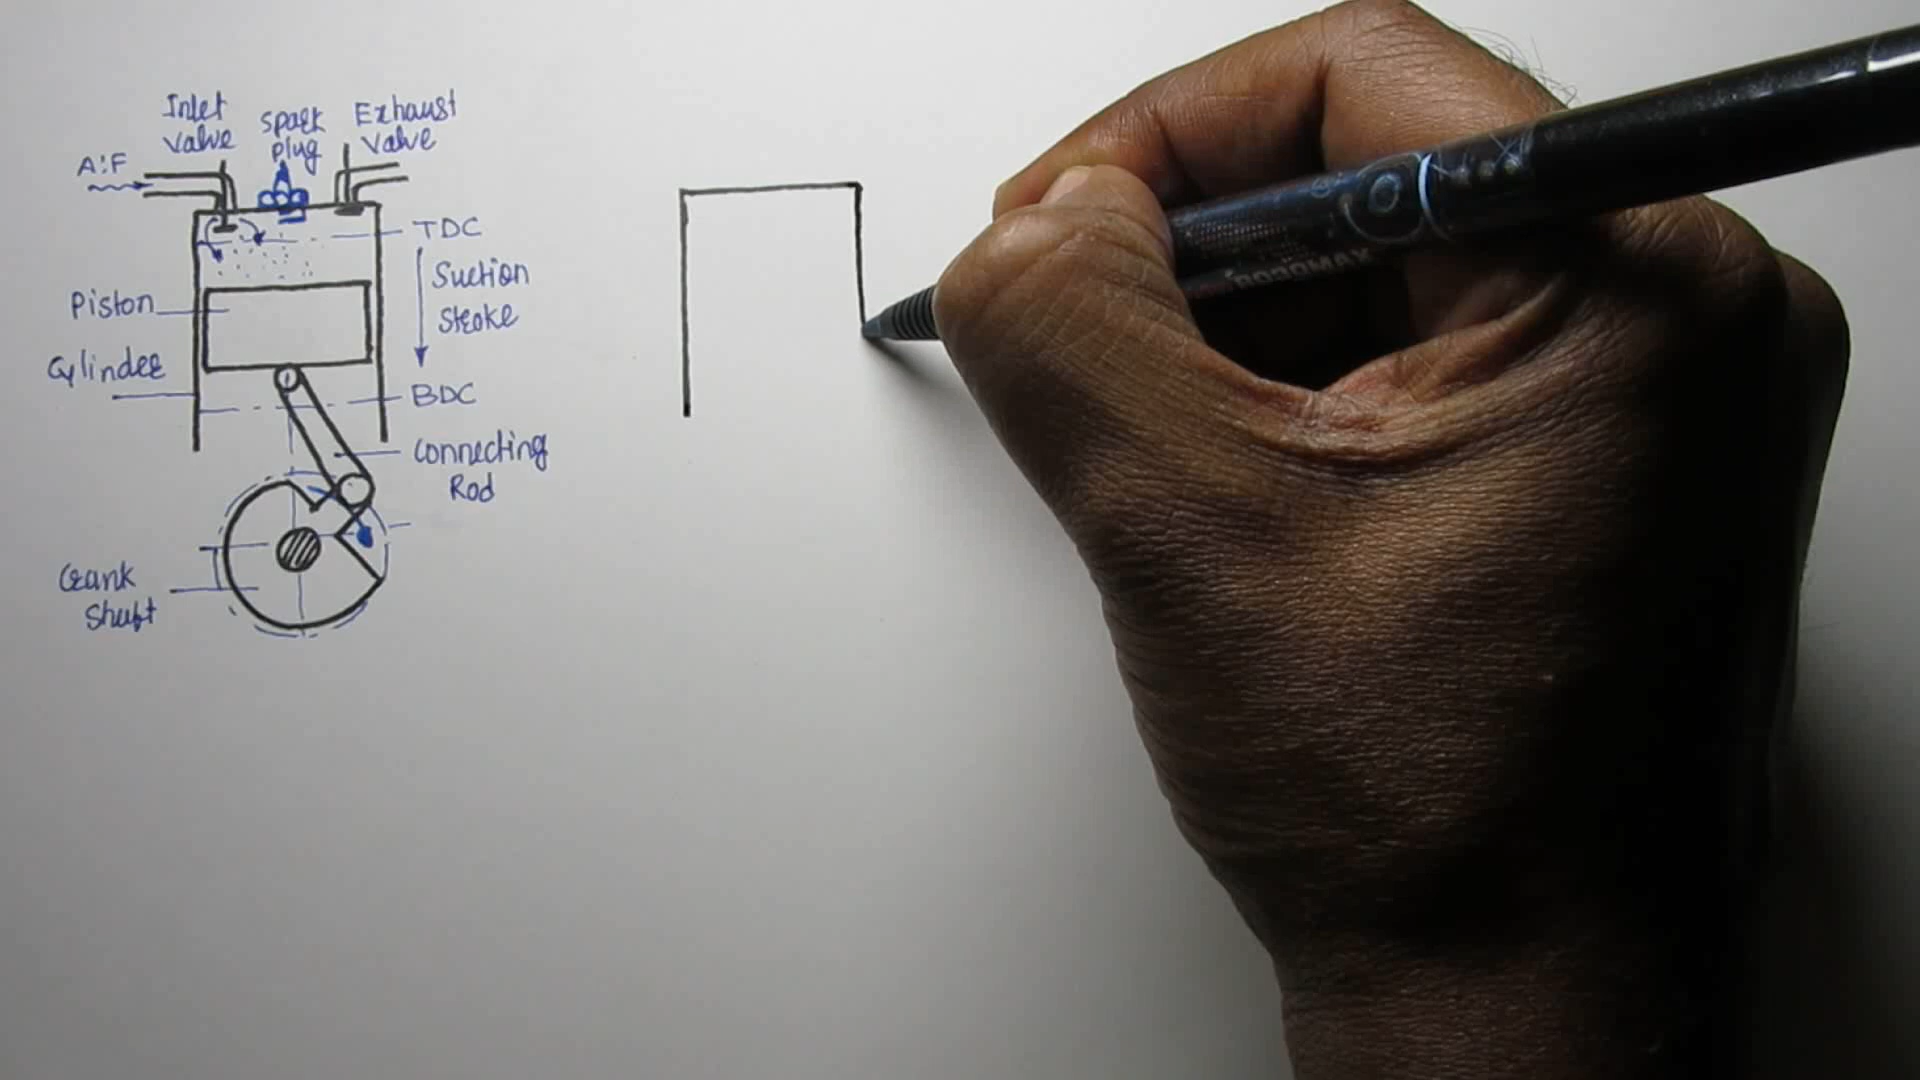 Inlet
Valve
Spark
plug
Exhaust
Valve
A:F
TDC
Suction
Stroke
Piston
Cylinder
BDC
Connecting
Rod
Crank
Shaft